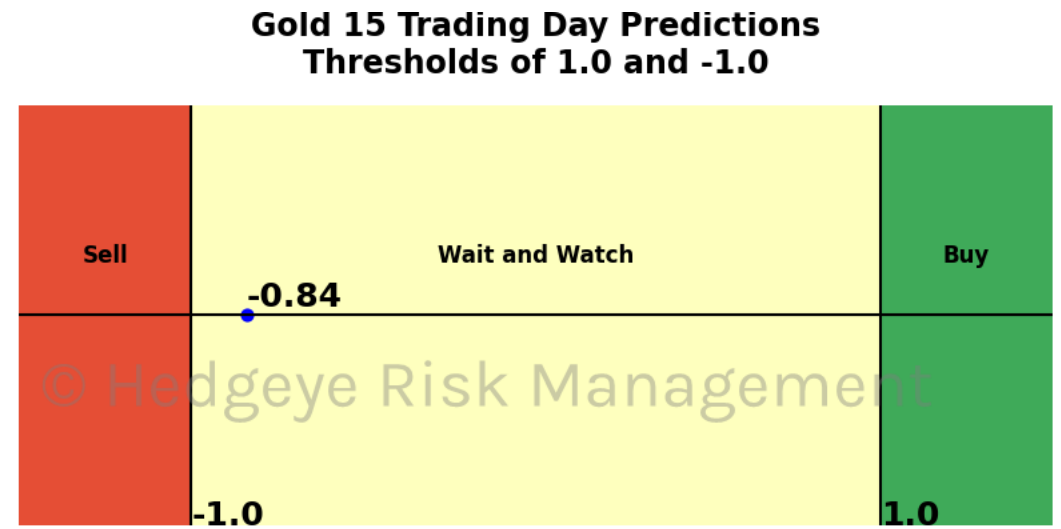 Gold 15 Trading Day Predictions
Thresholds of 1.0 and -1.0
Sell
Wait and Watch
Buy
-0.84
© Hedgeye Risk Management
-1.0
1.0